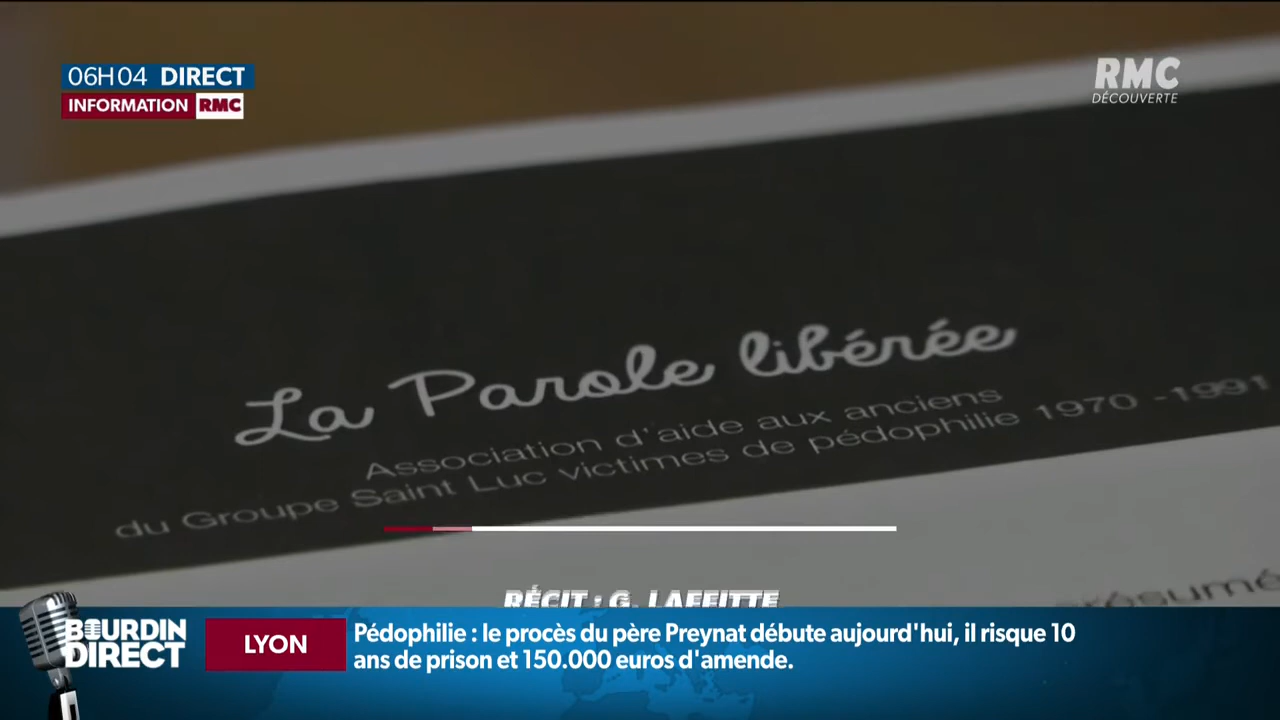 06H04 DIRECT
INFORMATION RMC
RMC
DÉCOUVERTE
La Parole libérée
Association d'aide aux anciens
du Groupe Saint Luc victimes de pédophilie 1970 -1991
résumé
RÉCIT : G. LAFFITTE
BOURDIN
DIRECT
LYON
Pédophilie : le procès du père Preynat débute aujourd'hui, il risque 10
ans de prison et 150.000 euros d'amende.